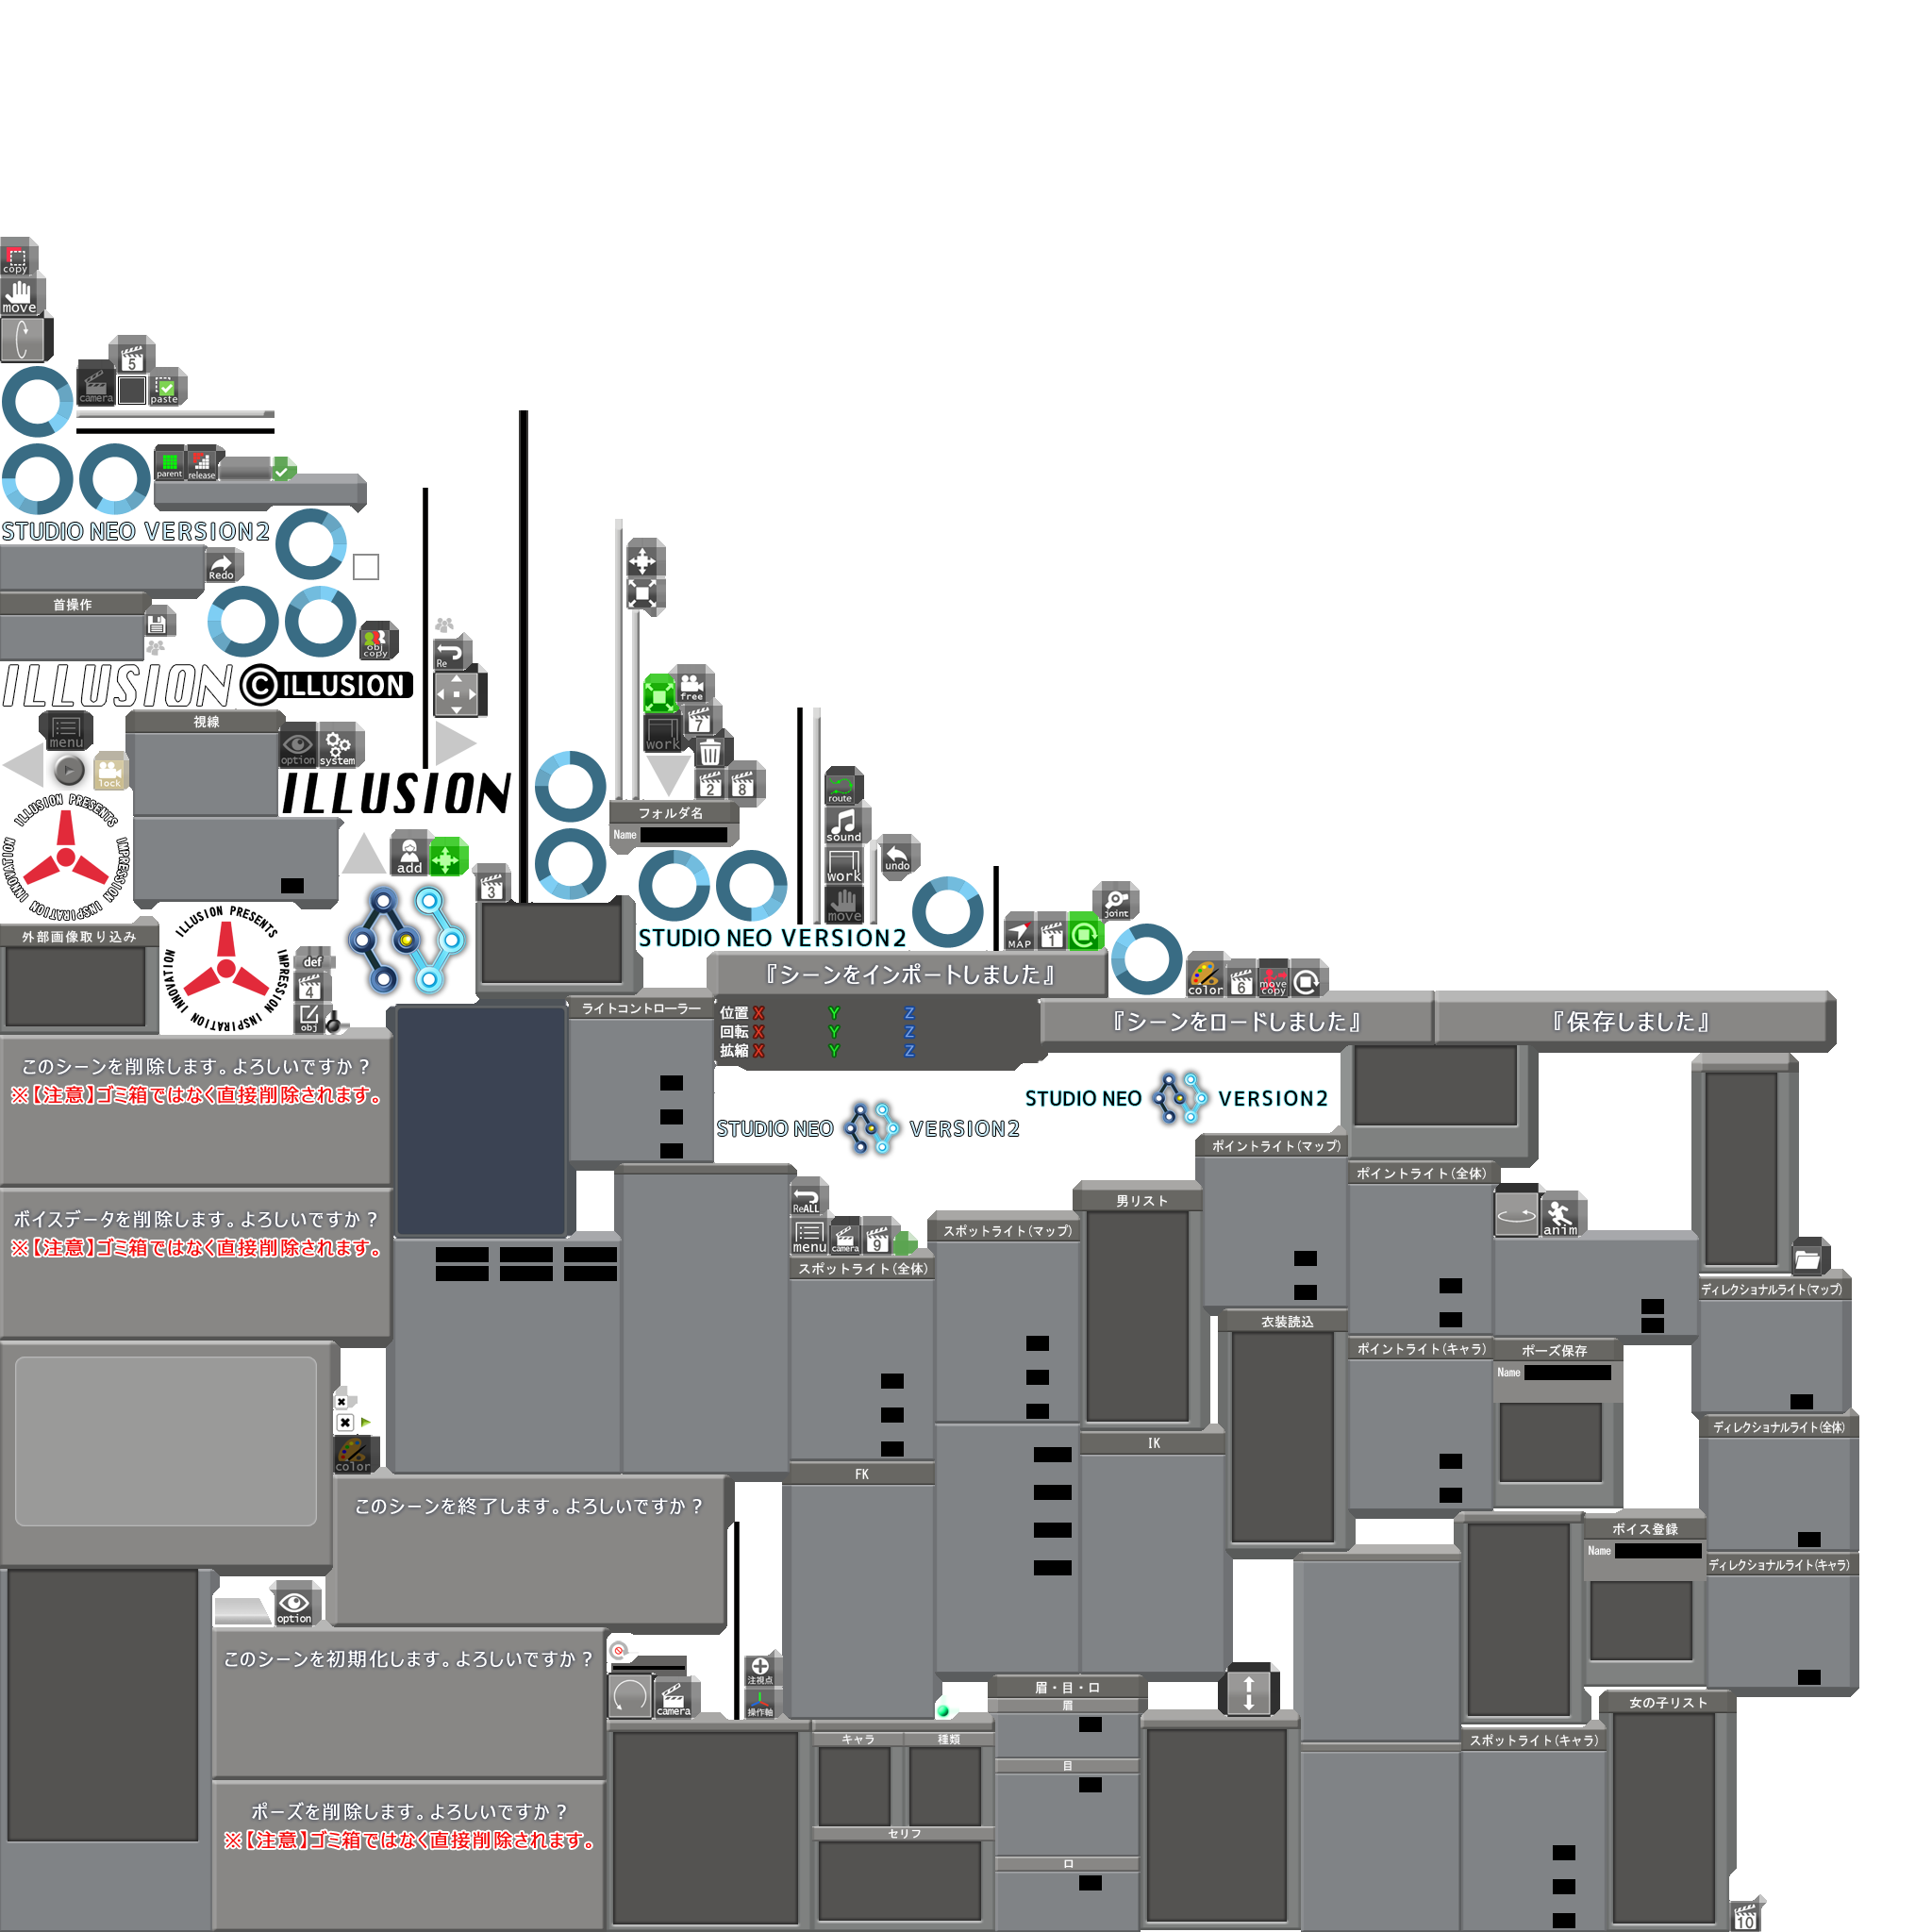 copy
move
5
camera
paste
parent
release
STUDIO NEO VERSION2
Redo
首操作
obj
copy
Re
ILLUSION
©ILLUSION
free
7
work
menu
視線
option
system
lock
2
8
route
ILLUSION
フォルダ名
Name
sound
undo
work
move
ILLUSION PRESENTS IMPRESSION INSPIRATION INNOVATION
add
3
joint
MAP
1
外部画像取り込み
ILLUSION PRESENTS IMPRESSION INSPIRATION INNOVATION
STUDIO NEO VERSION2
def
4
obj
『シーンをインポートしました』
color
6
move
copy
ライトコントローラー
位置 X Y Z
回転 X Y Z
拡縮 X Y Z
『シーンをロードしました』
『保存しました』
このシーンを削除します。よろしいですか？
※【注意】ゴミ箱ではなく直接削除されます。
STUDIO NEO VERSION2
STUDIO NEO VERSION2
ポイントライト(マップ)
ポイントライト(全体)
ReALL
男リスト
ボイスデータを削除します。よろしいですか？
※【注意】ゴミ箱ではなく直接削除されます。
menu
camera
9
スポットライト(マップ)
anim
スポットライト(全体)
ディレクショナルライト(マップ)
衣装読込
ポイントライト(キャラ)
ポーズ保存
Name
color
FK
IK
ディレクショナルライト(全体)
このシーンを終了します。よろしいですか？
ボイス登録
Name
ディレクショナルライト(キャラ)
option
このシーンを初期化します。よろしいですか？
camera
注視点
操作軸
眉・目・口
眉
女の子リスト
キャラ
種類
スポットライト(キャラ)
目
ポーズを削除します。よろしいですか？
※【注意】ゴミ箱ではなく直接削除されます。
セリフ
口
10